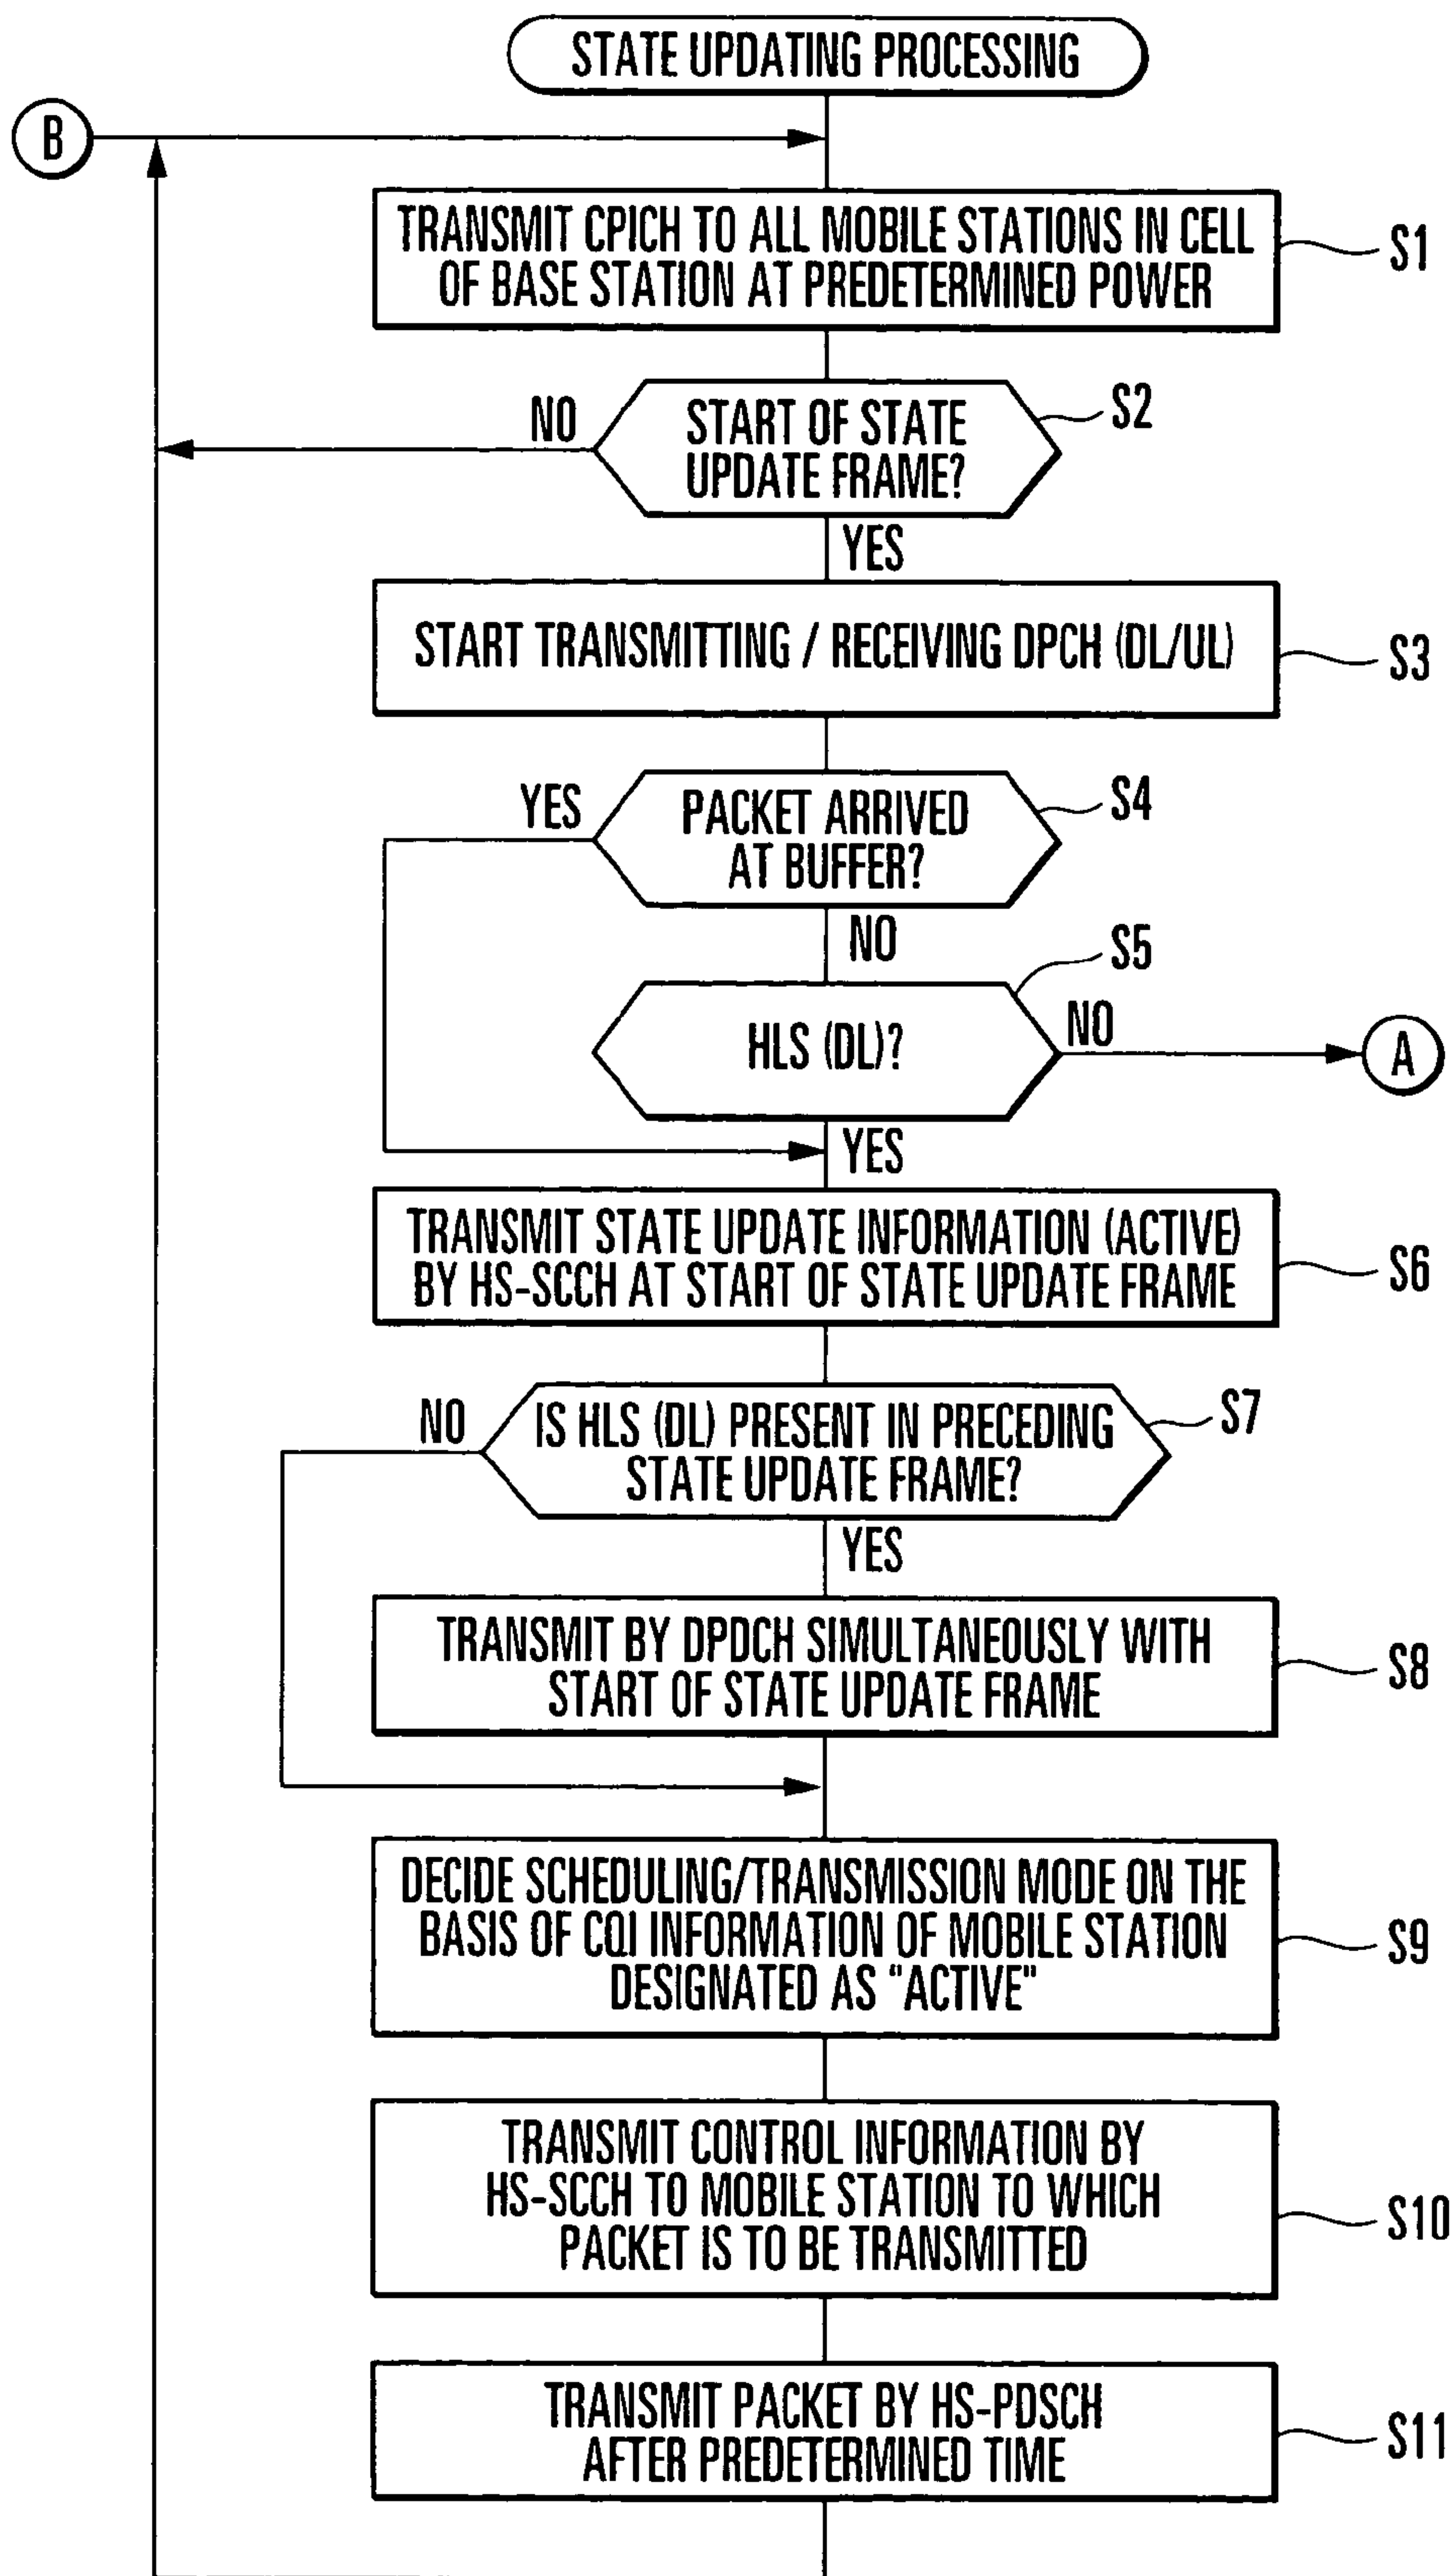 STATE UPDATING PROCESSING
B
TRANSMIT CPICH TO ALL MOBILE STATIONS IN CELL
OF BASE STATION AT PREDETERMINED POWER
S1
START OF STATE
UPDATE FRAME?
S2
NO
YES
START TRANSMITTING / RECEIVING DPCH (DL/UL)
S3
PACKET ARRIVED
AT BUFFER?
S4
YES
NO
HLS (DL)?
S5
NO
A
YES
TRANSMIT STATE UPDATE INFORMATION (ACTIVE)
BY HS-SCCH AT START OF STATE UPDATE FRAME
S6
IS HLS (DL) PRESENT IN PRECEDING
STATE UPDATE FRAME?
S7
NO
YES
TRANSMIT BY DPDCH SIMULTANEOUSLY WITH
START OF STATE UPDATE FRAME
S8
DECIDE SCHEDULING/TRANSMISSION MODE ON THE
BASIS OF CQI INFORMATION OF MOBILE STATION
DESIGNATED AS "ACTIVE"
S9
TRANSMIT CONTROL INFORMATION BY
HS-SCCH TO MOBILE STATION TO WHICH
PACKET IS TO BE TRANSMITTED
S10
TRANSMIT PACKET BY HS-PDSCH
AFTER PREDETERMINED TIME
S11